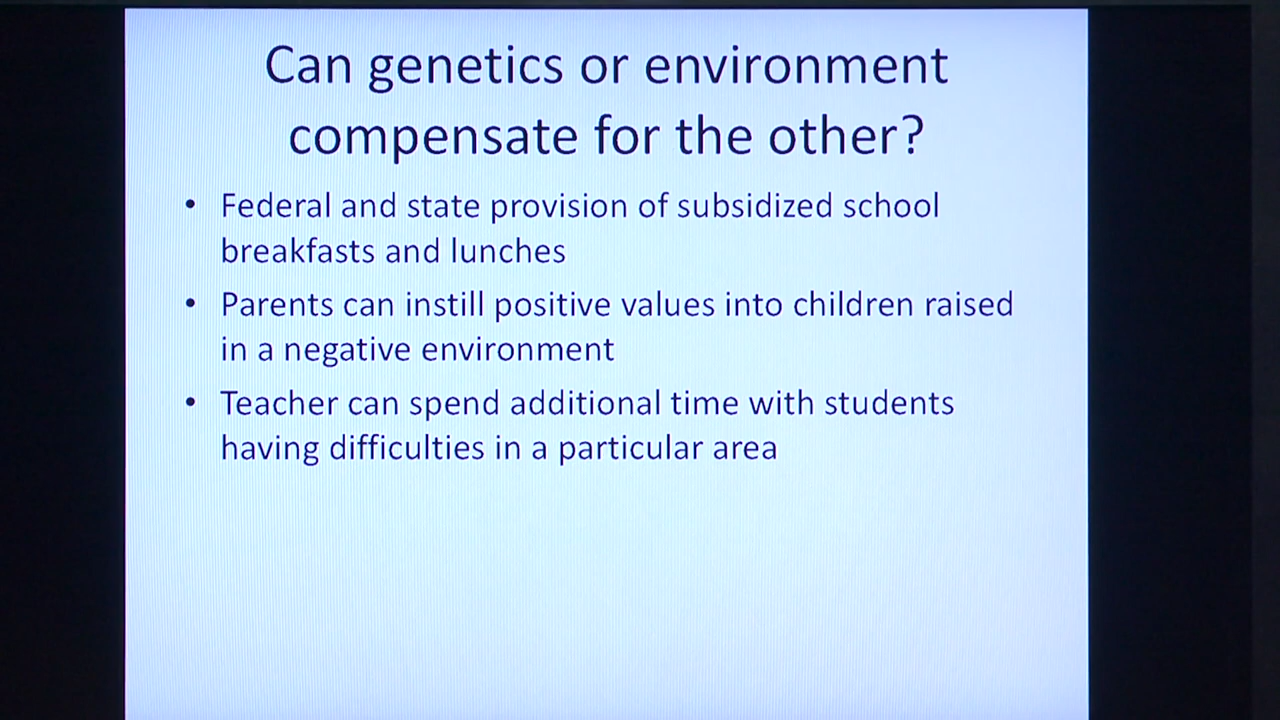 Can genetics or environment
compensate for the other?
• Federal and state provision of subsidized school
breakfasts and lunches
• Parents can instill positive values into children raised
in a negative environment
• Teacher can spend additional time with students
having difficulties in a particular area